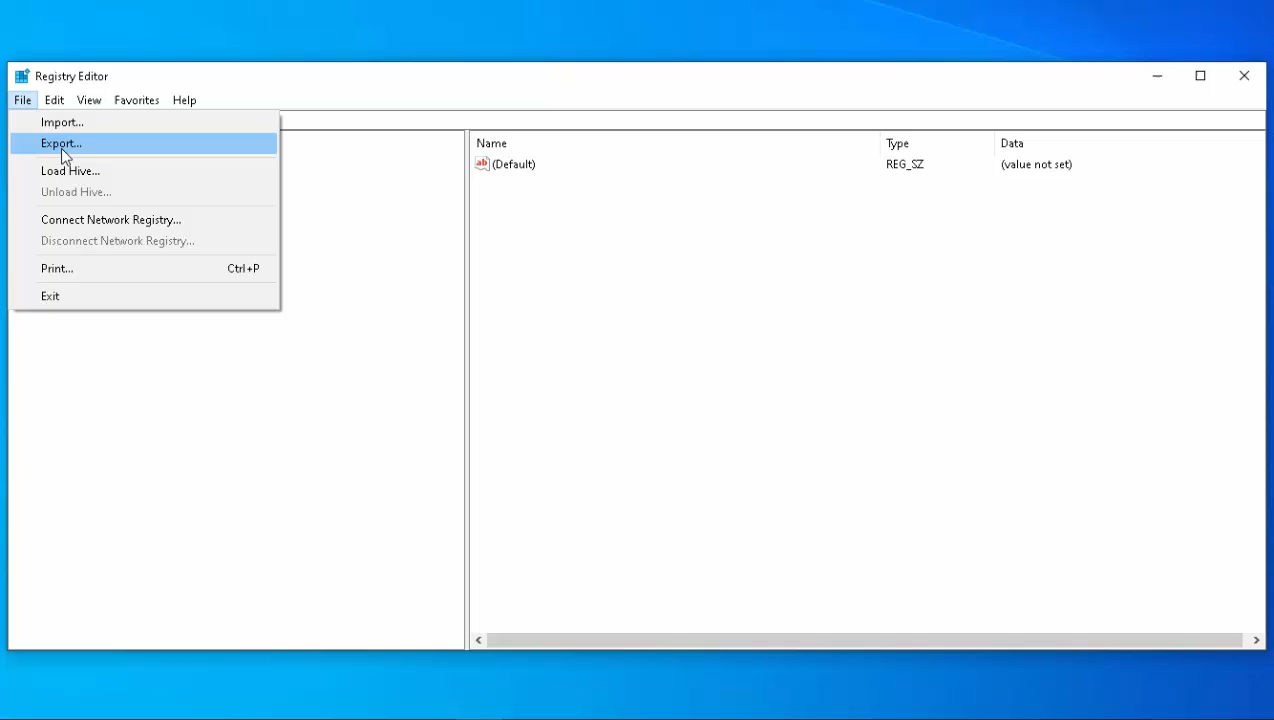 Registry Editor
File Edit View Favorites Help
Import...
Export...
Load Hive...
Unload Hive...
Connect Network Registry...
Disconnect Network Registry...
Print... Ctrl+P
Exit
Name Type Data
ab (Default) REG_SZ (value not set)